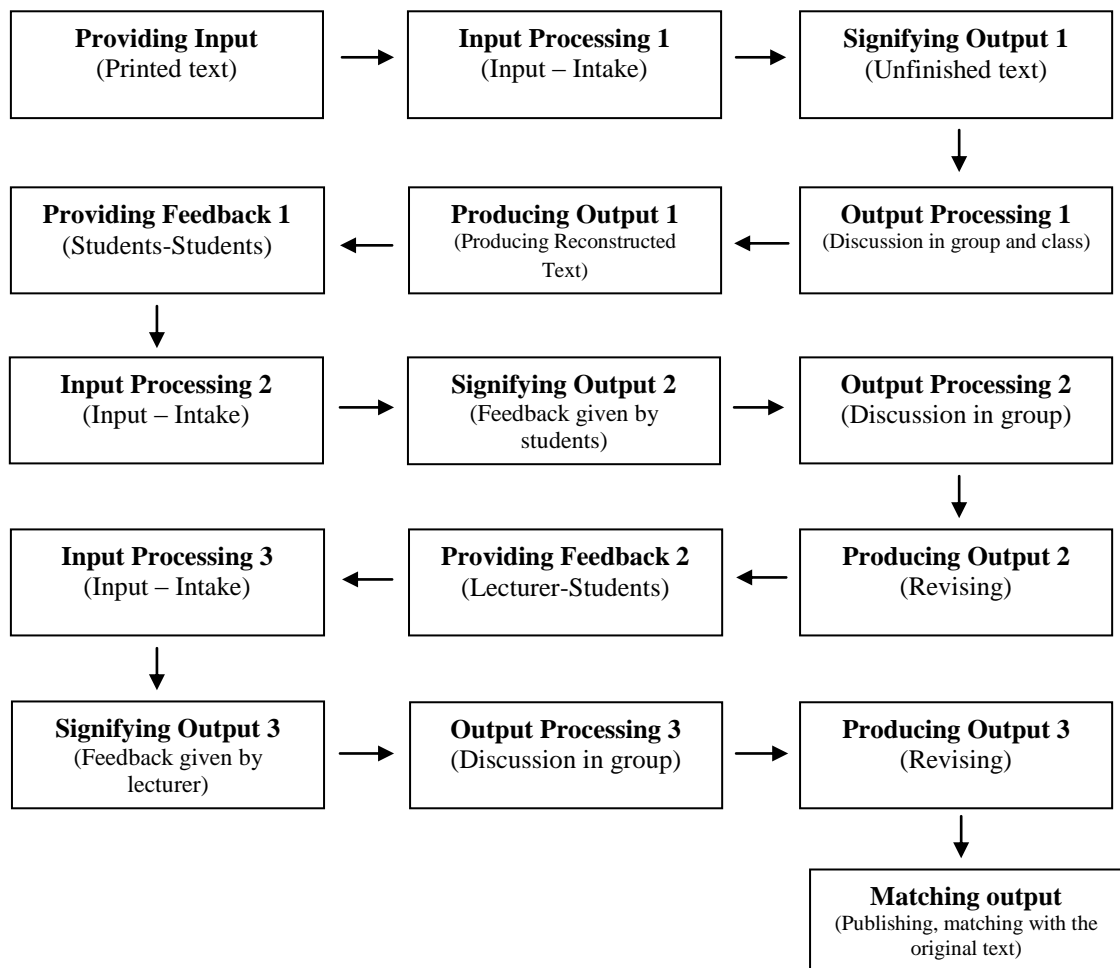 Providing Input
(Printed text)
Input Processing 1
(Input – Intake)
Signifying Output 1
(Unfinished text)
Providing Feedback 1
(Students-Students)
Producing Output 1
(Producing Reconstructed
Text)
Output Processing 1
(Discussion in group and class)
Input Processing 2
(Input – Intake)
Signifying Output 2
(Feedback given by
students)
Output Processing 2
(Discussion in group)
Input Processing 3
(Input – Intake)
Providing Feedback 2
(Lecturer-Students)
Producing Output 2
(Revising)
Signifying Output 3
(Feedback given by
lecturer)
Output Processing 3
(Discussion in group)
Producing Output 3
(Revising)
Matching output
(Publishing, matching with the
original text)